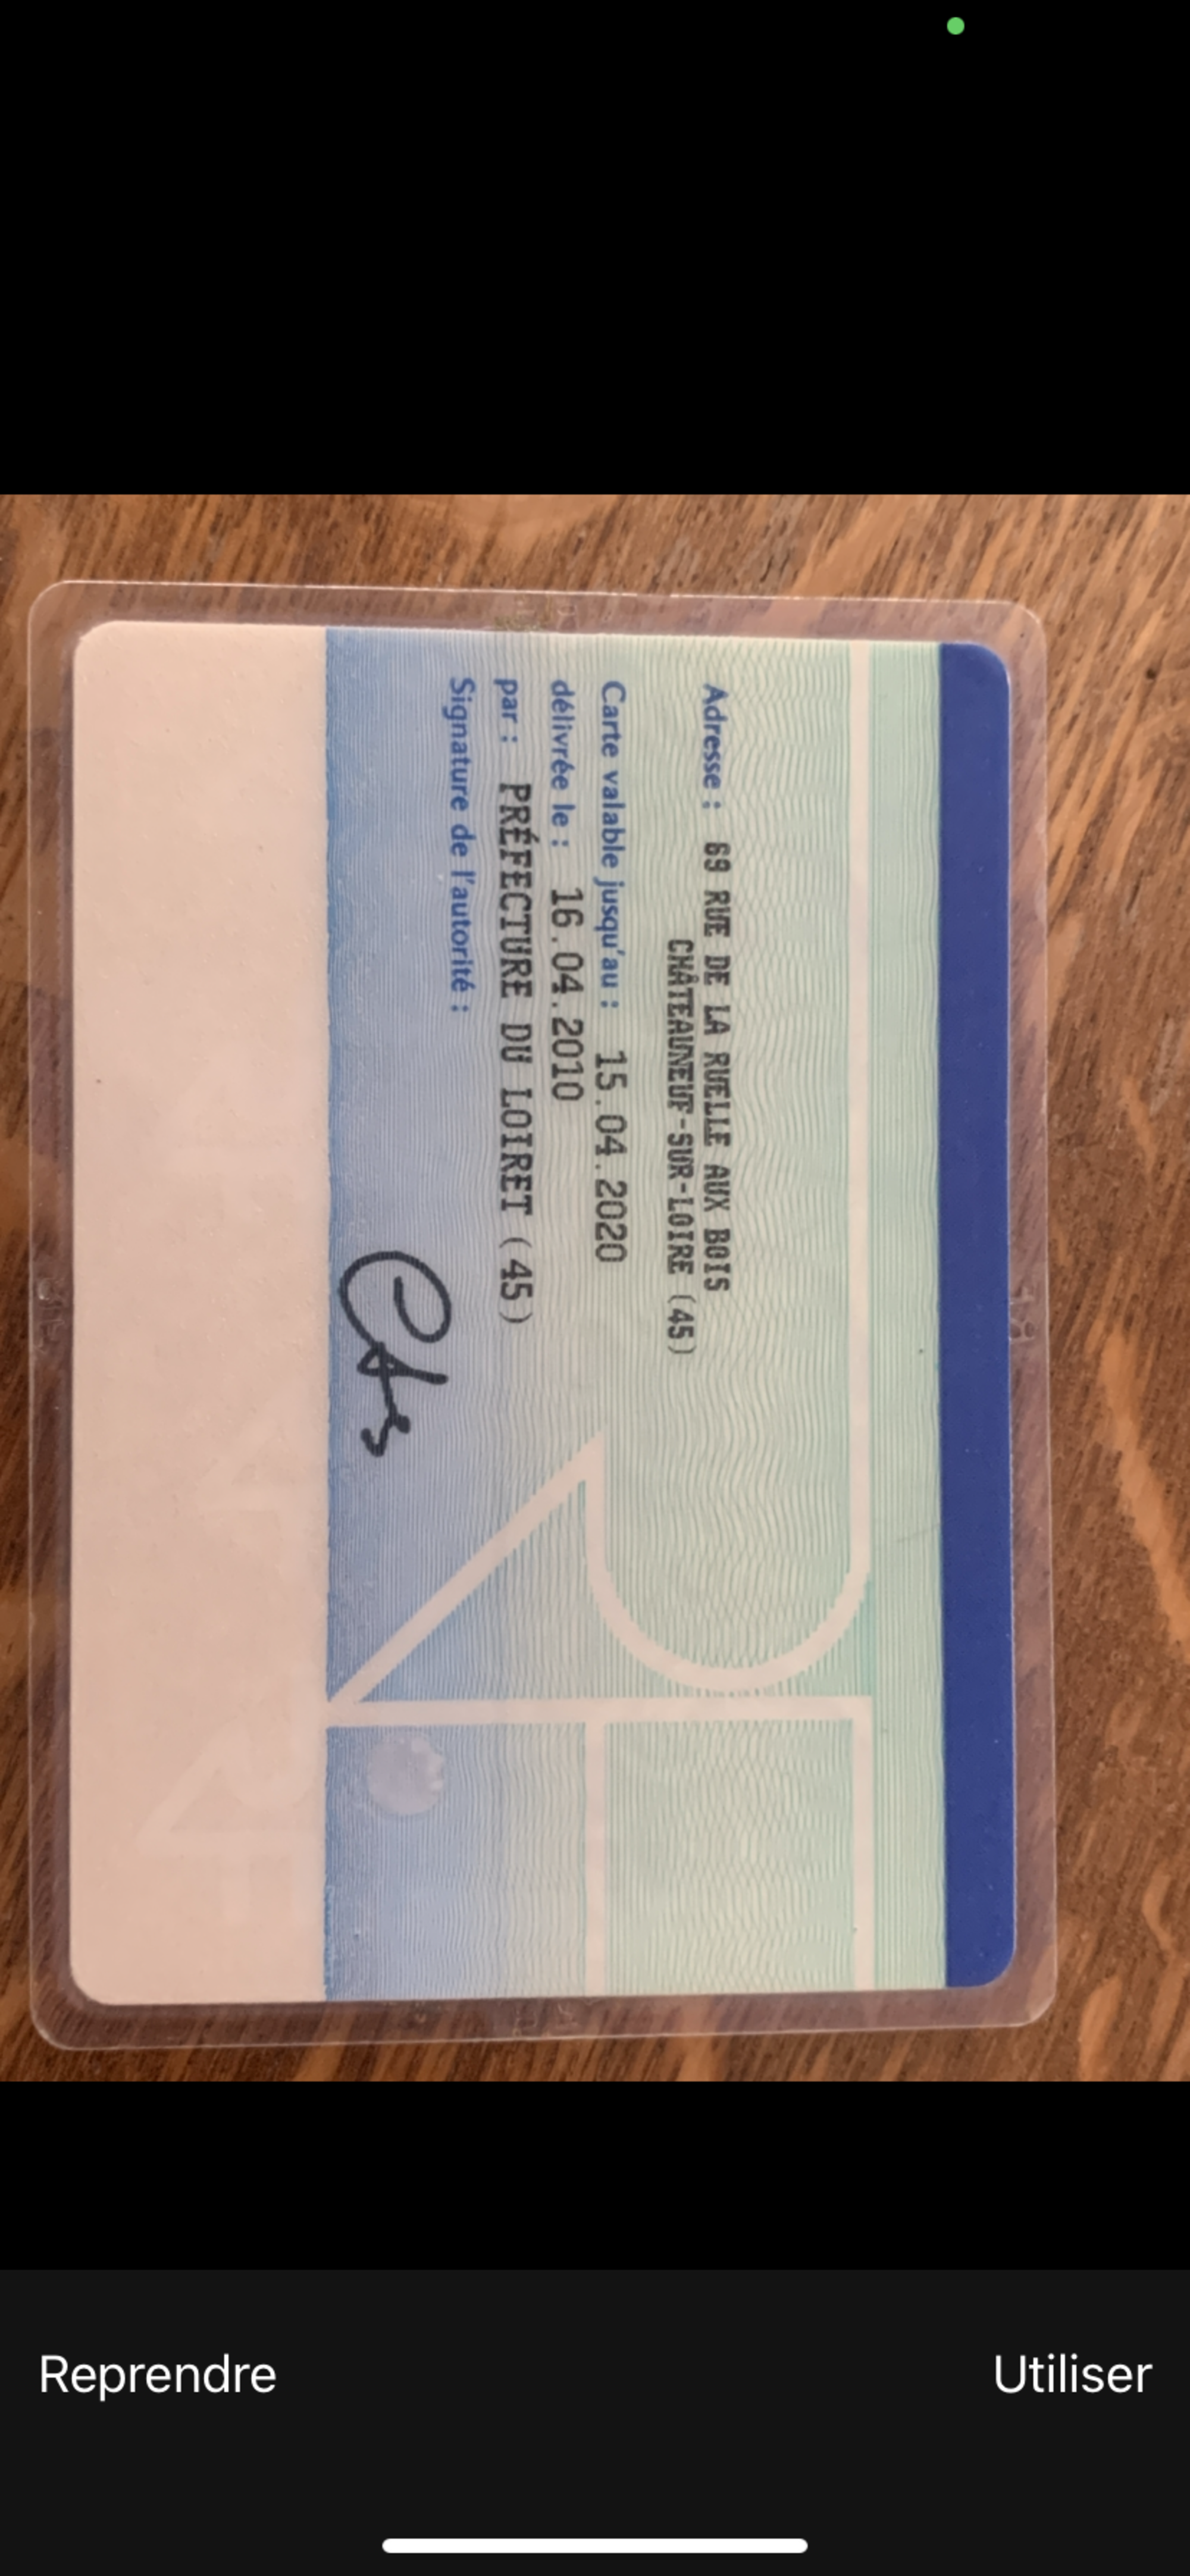 Adresse : 69 RUE DE LA RUELLE AUX BOIS
CHÂTEAUNEUF-SUR-LOIRE (45)
Carte valable jusqu'au : 15.04.2020
délivrée le : 16.04.2010
par : PRÉFECTURE DU LOIRET (45)
Signature de l'autorité :
Reprendre
Utiliser